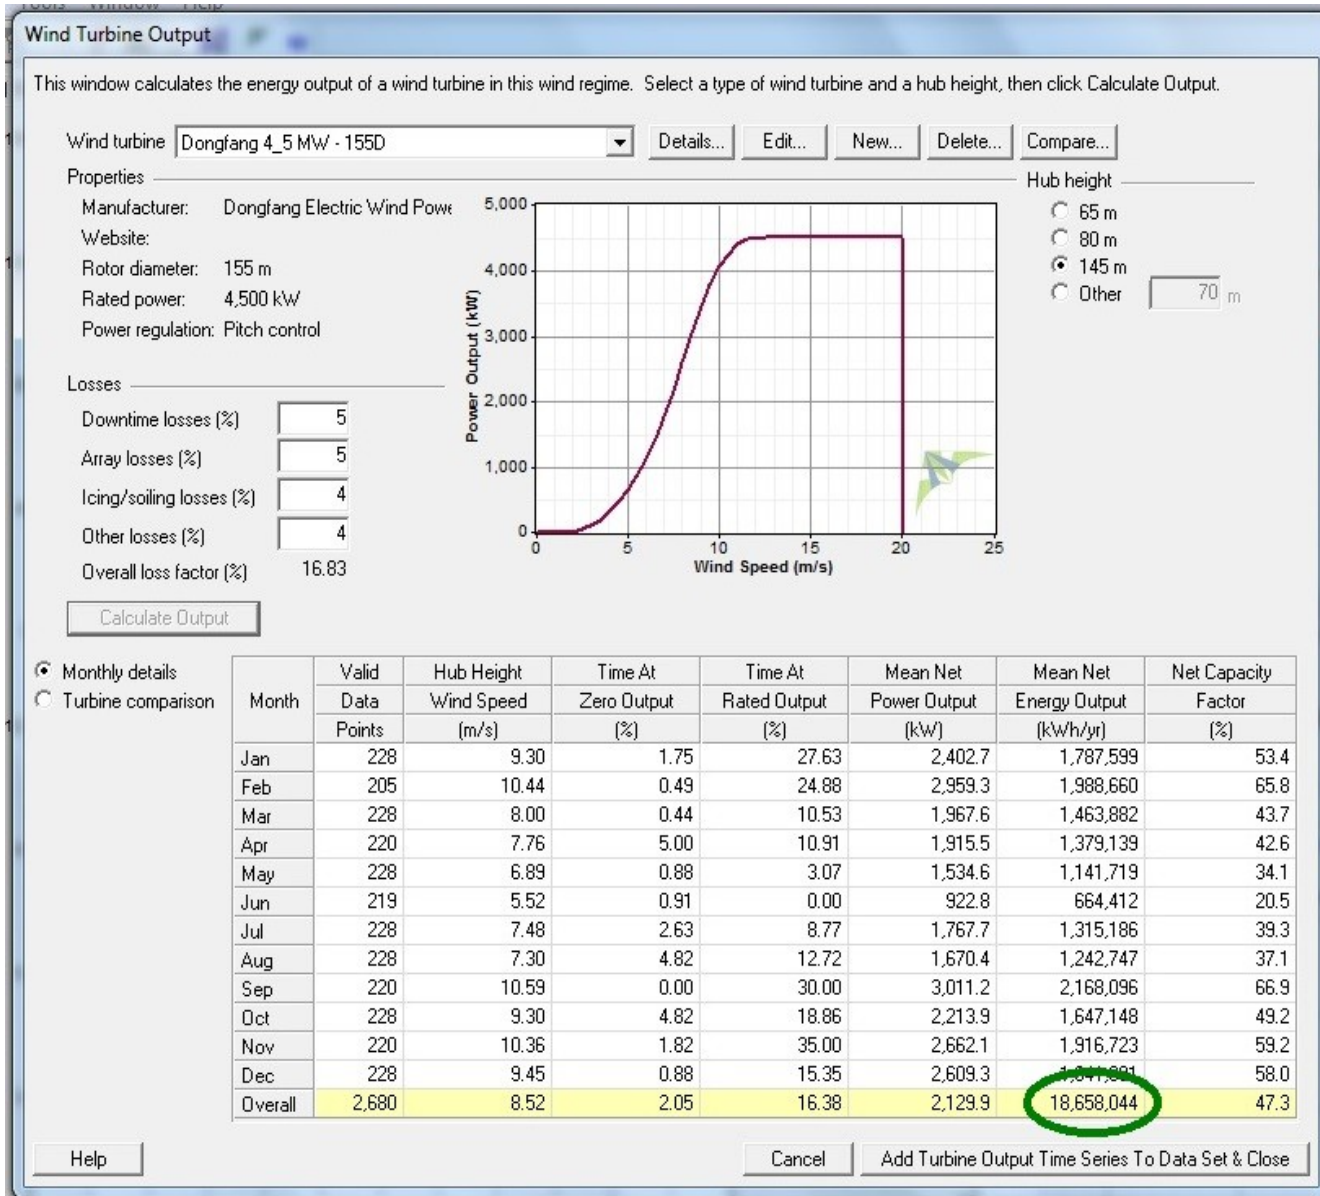 Tools Window Help
Wind Turbine Output
This window calculates the energy output of a wind turbine in this wind regime. Select a type of wind turbine and a hub height, then click Calculate Output.
Wind turbine Dongfang 4_5 MW - 155D Details... Edit... New... Delete... Compare...
Properties
Manufacturer: Dongfang Electric Wind Powe
Website:
Rotor diameter: 155 m
Rated power: 4,500 kW
Power regulation: Pitch control
Losses
Downtime losses (%) 5
Array losses (%) 5
Icing/soiling losses (%) 4
Other losses (%) 4
Overall loss factor (%) 16.83
Calculate Output
Power Output (kW)
5,000
4,000
3,000
2,000
1,000
0
0 5 10 15 20 25
Wind Speed (m/s)
Hub height
65 m
80 m
145 m
Other 70 m
Monthly details
Turbine comparison
Month Valid Data Points Hub Height Wind Speed (m/s) Time At Zero Output (%) Time At Rated Output (%) Mean Net Power Output (kW) Mean Net Energy Output (kWh/yr) Net Capacity Factor (%)
Jan 228 9.30 1.75 27.63 2,402.7 1,787,599 53.4
Feb 205 10.44 0.49 24.88 2,959.3 1,988,660 65.8
Mar 228 8.00 0.44 10.53 1,967.6 1,463,882 43.7
Apr 220 7.76 5.00 10.91 1,915.5 1,379,139 42.6
May 228 6.89 0.88 3.07 1,534.6 1,141,719 34.1
Jun 219 5.52 0.91 0.00 922.8 664,412 20.5
Jul 228 7.48 2.63 8.77 1,767.7 1,315,186 39.3
Aug 228 7.30 4.82 12.72 1,670.4 1,242,747 37.1
Sep 220 10.59 0.00 30.00 3,011.2 2,168,096 66.9
Oct 228 9.30 4.82 18.86 2,213.9 1,647,148 49.2
Nov 220 10.36 1.82 35.00 2,662.1 1,916,723 59.2
Dec 228 9.45 0.88 15.35 2,609.3 58.0
Overall 2,680 8.52 2.05 16.38 2,129.9 18,658,044 47.3
Help Cancel Add Turbine Output Time Series To Data Set & Close